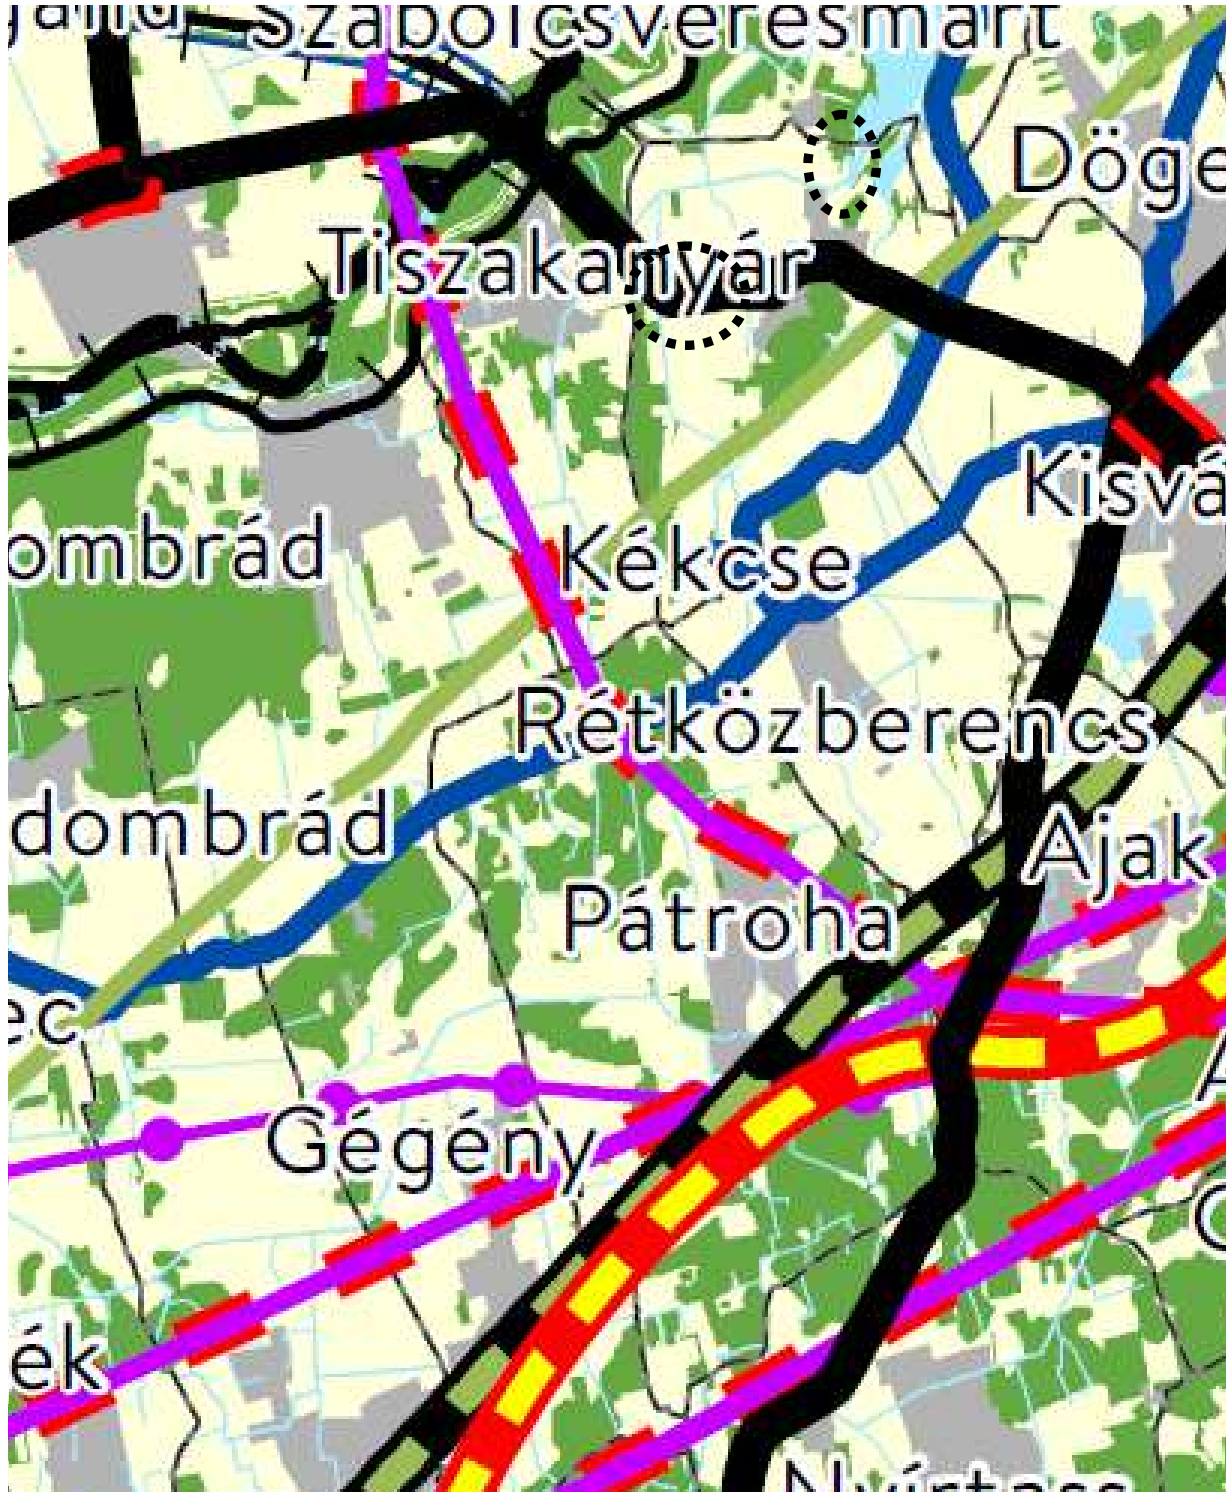 Szabolcsveresmart
Döge
Tiszakanyár
Kisvá
ombrád
Kékcse
Rétközberencs
dombrád
Ajak
Pátroha
ec
Gégény
ék